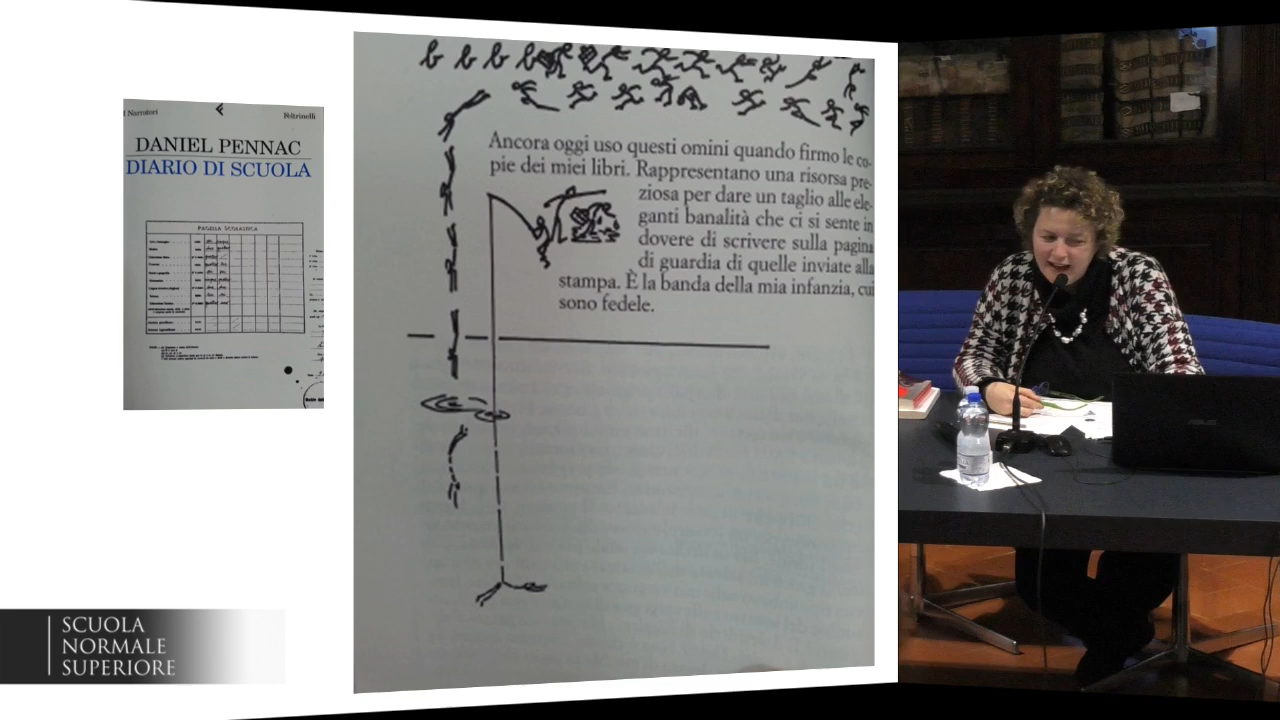 I Narratori Feltrinelli
DANIEL PENNAC
DIARIO DI SCUOLA
PAGELLA SCOLASTICA
Ancora oggi uso questi omini quando firmo le co-
pie dei miei libri. Rappresentano una risorsa pre-
ziosa per dare un taglio alle ele-
ganti banalità che ci si sente in
dovere di scrivere sulla pagina
di guardia di quelle inviate alla
stampa. È la banda della mia infanzia, cui
sono fedele.
SCUOLA
NORMALE
SUPERIORE
ASUS